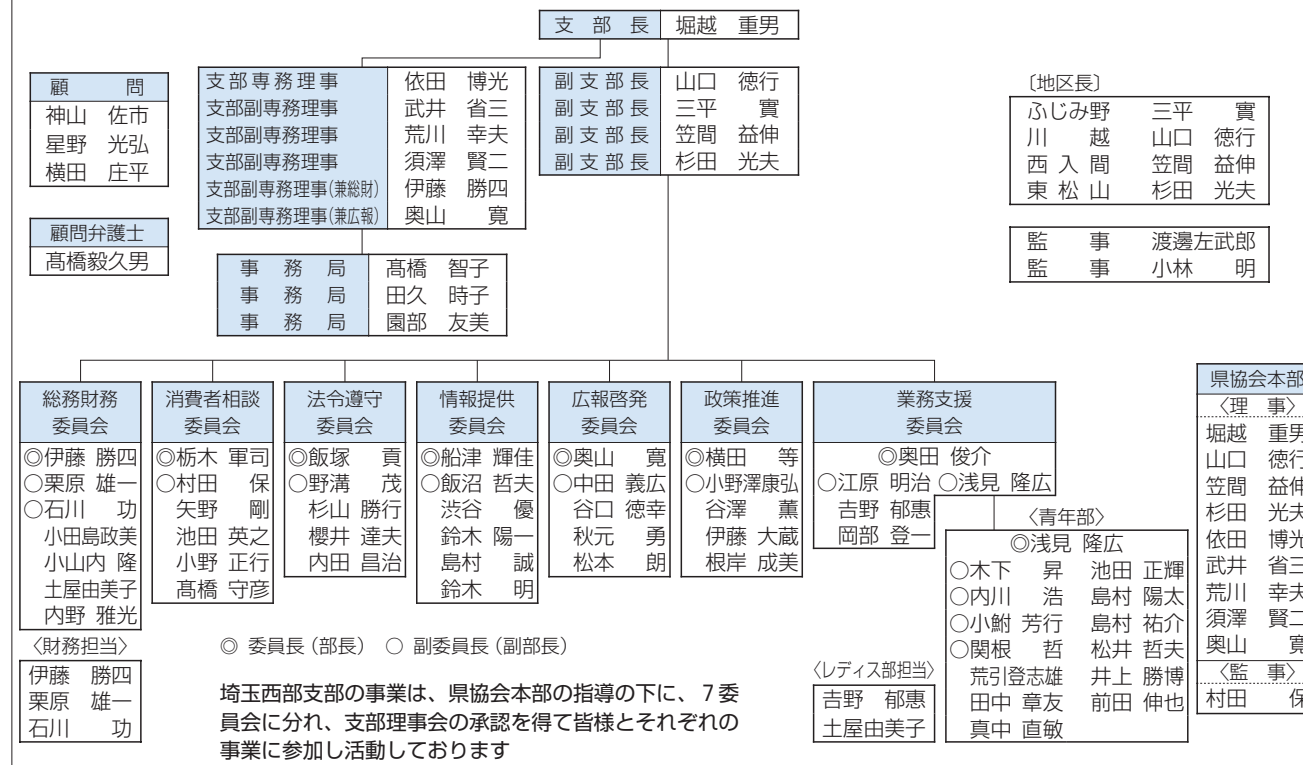 支部長 堀越 重男
顧問
神山 佐市
星野 光弘
横田 庄平
顧問弁護士
髙橋毅久男
支部専務理事 依田 博光
支部副専務理事 武井 省三
支部副専務理事 荒川 幸夫
支部副専務理事 須澤 賢二
支部副専務理事(兼総財) 伊藤 勝四
支部副専務理事(兼広報) 奥山 寛
副支部長 山口 徳行
副支部長 三平 實
副支部長 笠間 益伸
副支部長 杉田 光夫
〔地区長〕
ふじみ野 三平 實
川越 山口 徳行
西入間 笠間 益伸
東松山 杉田 光夫
監事 渡邊左武郎
監事 小林 明
事務局 髙橋 智子
事務局 田久 時子
事務局 園部 友美
総務財務
委員会
◎伊藤 勝四
○栗原 雄一
○石川 功
小田島政美
小山内 隆
土屋由美子
内野 雅光
〈財務担当〉
伊藤 勝四
栗原 雄一
石川 功
消費者相談
委員会
◎栃木 軍司
○村田 保
矢野 剛
池田 英之
小野 正行
髙橋 守彦
法令遵守
委員会
◎飯塚 貢
○野溝 茂
杉山 勝行
櫻井 達夫
内田 昌治
情報提供
委員会
◎船津 輝佳
○飯沼 哲夫
渋谷 優
鈴木 陽一
島村 誠
鈴木 明
広報啓発
委員会
◎奥山 寛
○中田 義広
谷口 徳幸
秋元 勇
松本 朗
政策推進
委員会
◎横田 等
○小野澤康弘
谷澤 薫
伊藤 大蔵
根岸 成美
業務支援
委員会
◎奥田 俊介
○江原 明治 ○浅見 隆広
吉野 郁惠
岡部 登一
〈青年部〉
◎浅見 隆広
○木下 昇 池田 正輝
○内川 浩 島村 陽太
○小鮒 芳行 島村 祐介
○関根 哲 松井 哲夫
荒引登志雄 井上 勝博
田中 章友 前田 伸也
真中 直敏
〈レディス部担当〉
吉野 郁惠
土屋由美子
県協会本部
〈理 事〉
堀越 重男
山口 徳行
笠間 益伸
杉田 光夫
依田 博光
武井 省三
荒川 幸夫
須澤 賢二
奥山 寛
〈監 事〉
村田 保
◎ 委員長(部長) ○ 副委員長(副部長)
埼玉西部支部の事業は、県協会本部の指導の下に、7委
員会に分れ、支部理事会の承認を得て皆様とそれぞれの
事業に参加し活動しております